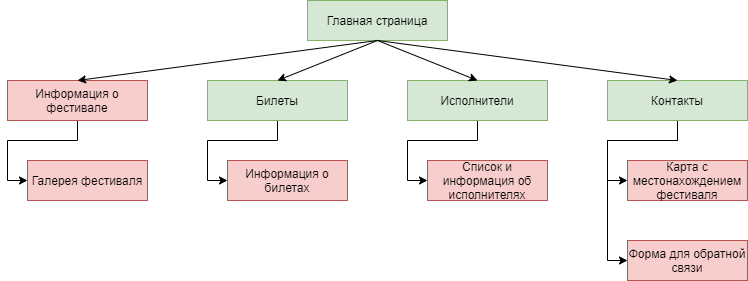 Главная страница
Информация о
фестивале
Билеты
Исполнители
Контакты
Галерея фестиваля
Информация о
билетах
Список и
информация об
исполнителях
Карта с
местонахождением
фестиваля
Форма для обратной
связи